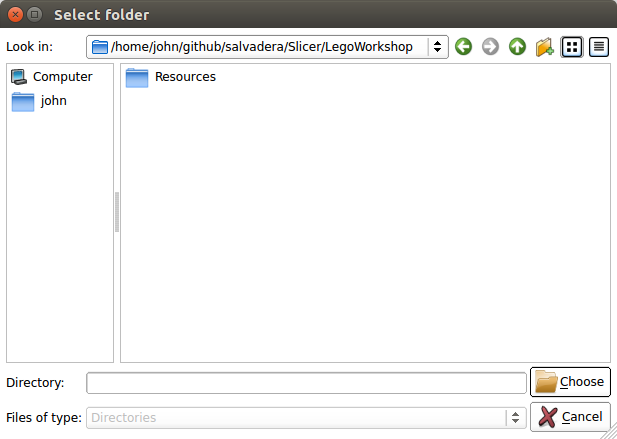 Select folder
Look in: /home/john/github/salvadera/Slicer/LegoWorkshop
Computer
john
Resources
Directory:
Choose
Files of type: Directories
Cancel